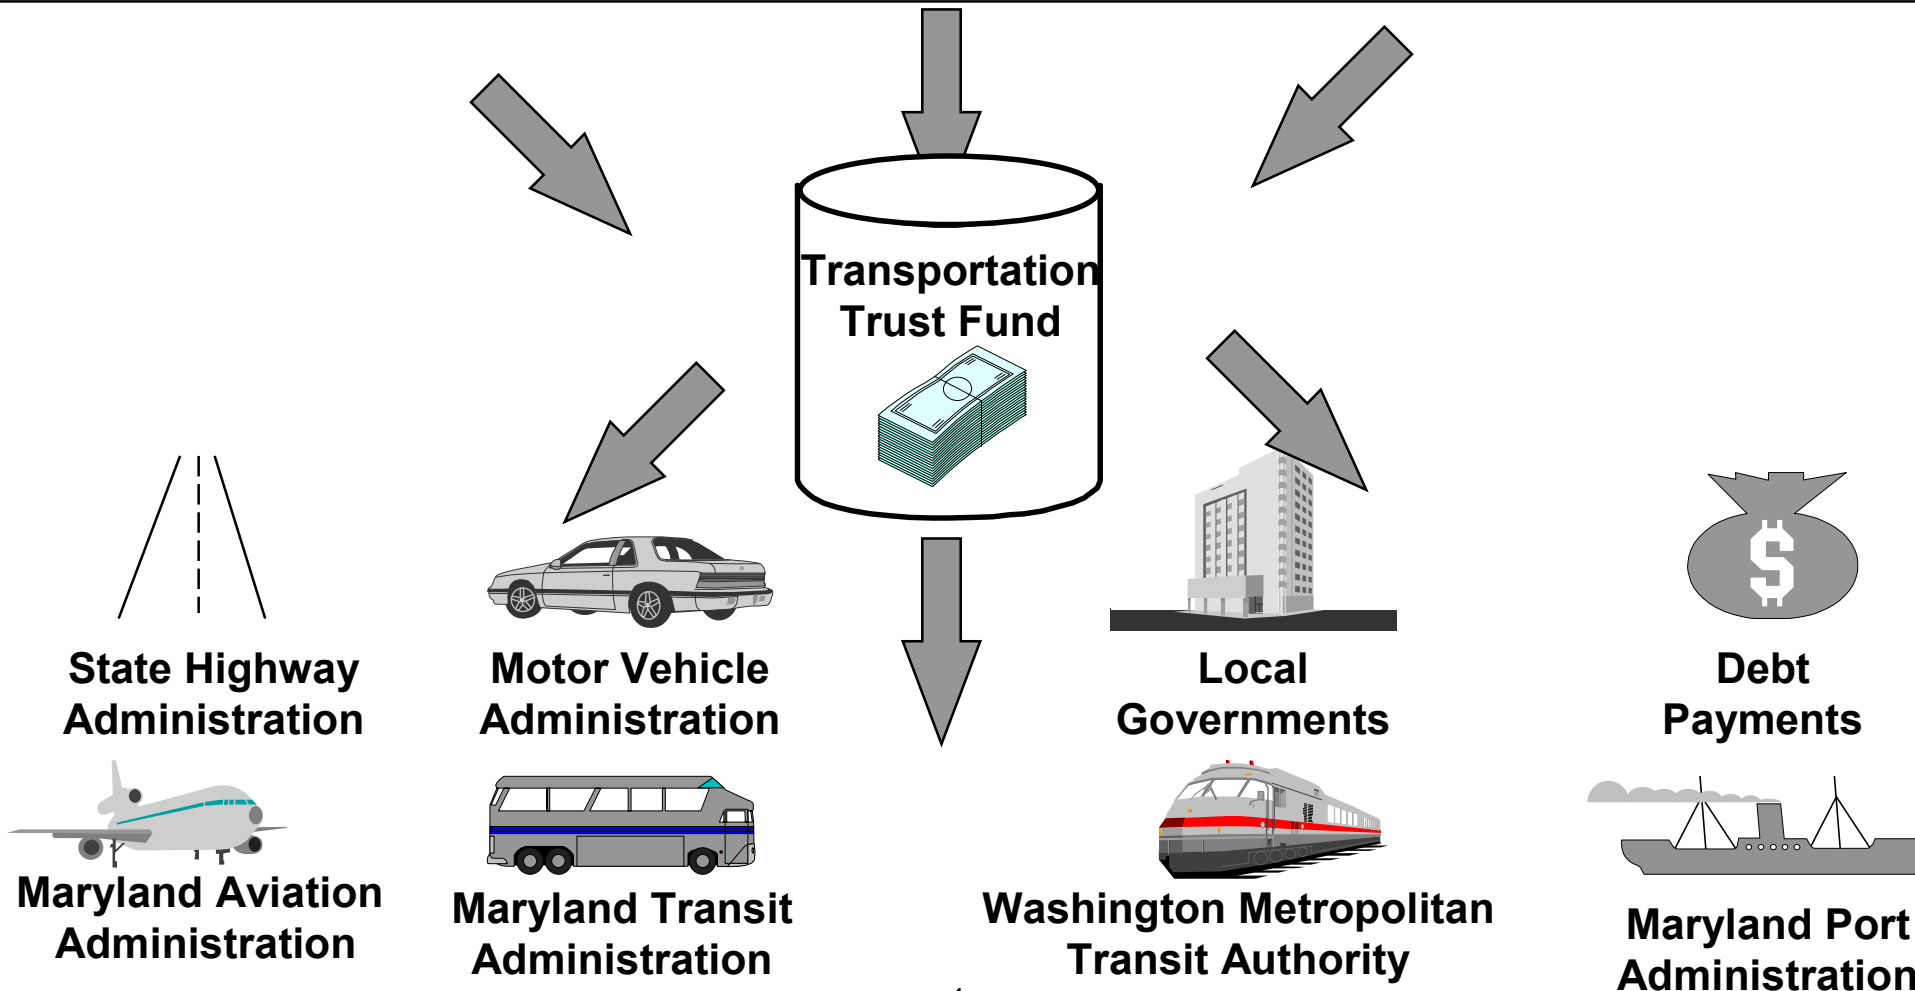 Transportation
Trust Fund
State Highway
Administration
Motor Vehicle
Administration
Local
Governments
Debt
Payments
Maryland Aviation
Administration
Maryland Transit
Administration
Washington Metropolitan
Transit Authority
Maryland Port
Administration